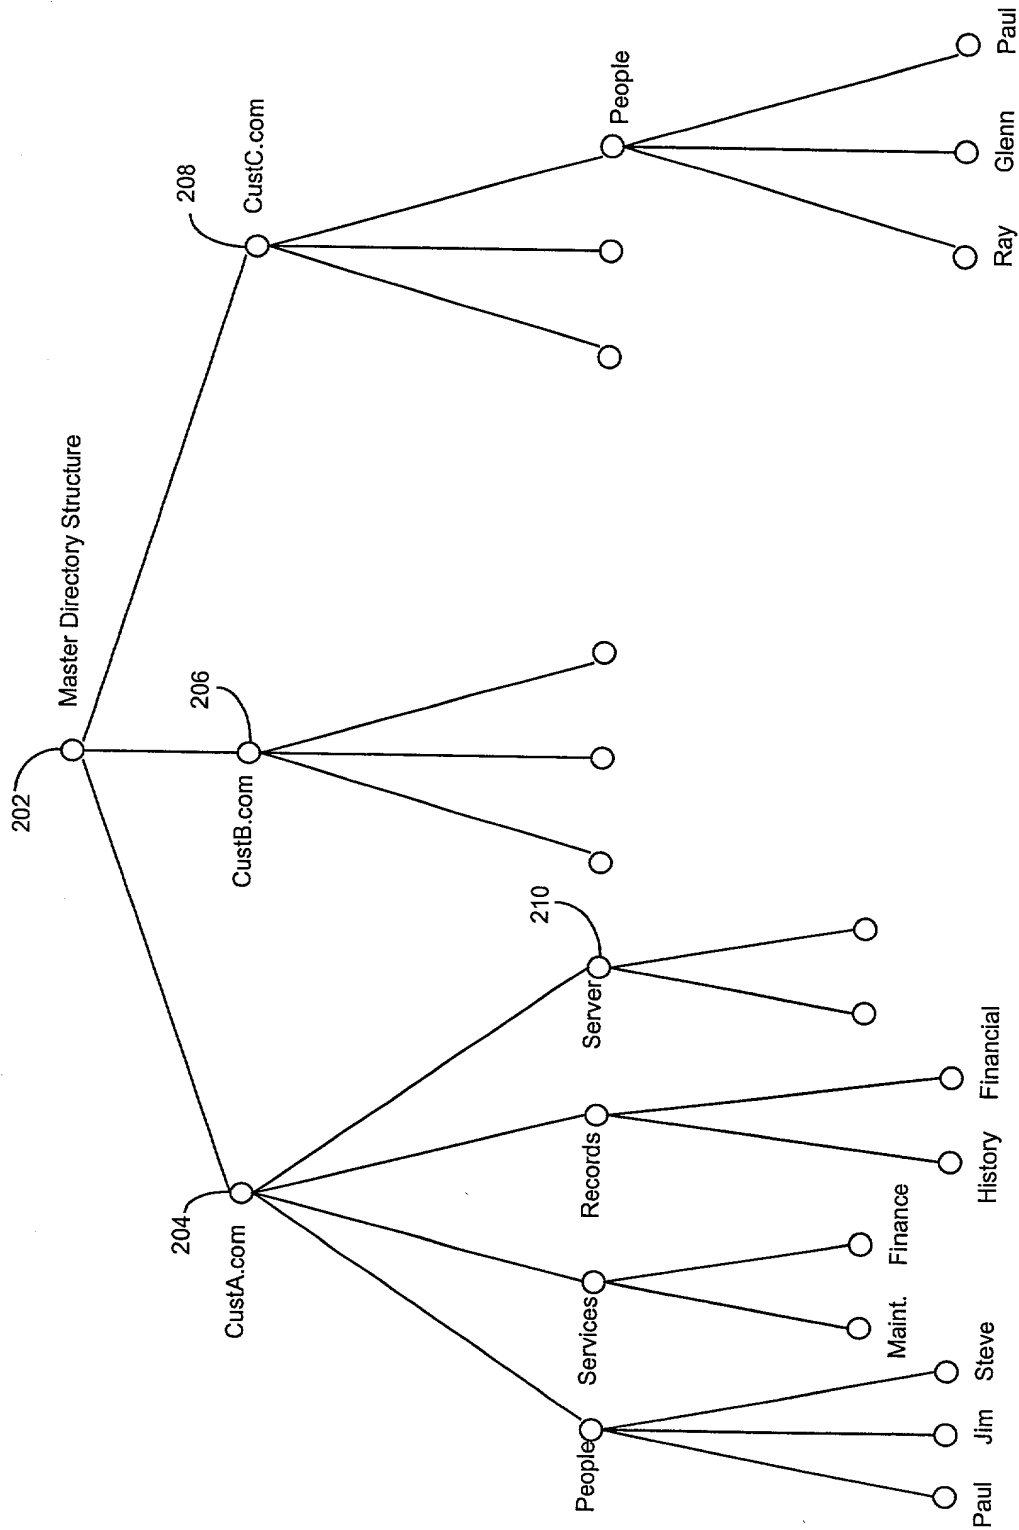 202
Master Directory Structure
204
CustA.com
206
CustB.com
208
CustC.com
People
Services
Records
Server
210
People
Paul
Jim
Steve
Maint.
Finance
History
Financial
Ray
Glenn
Paul